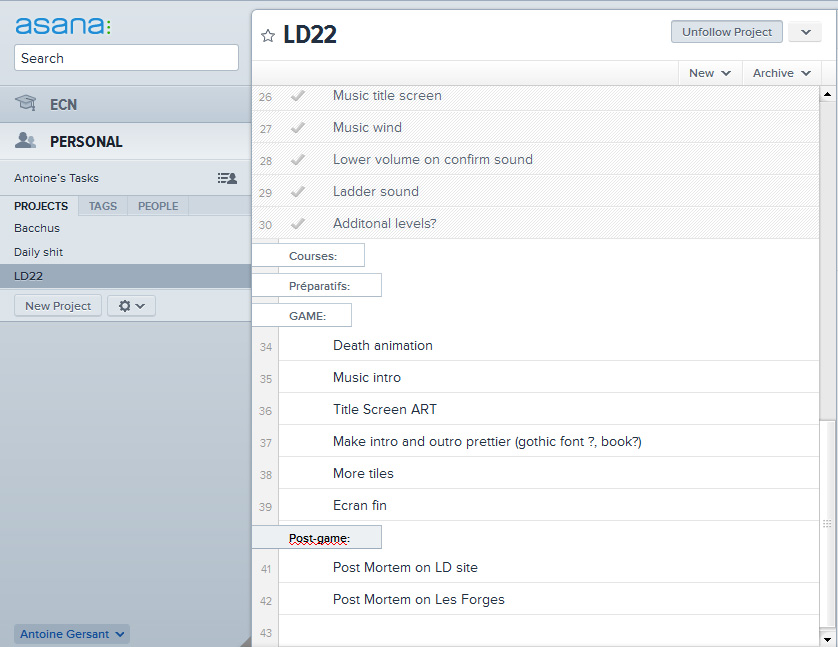 asana:
Search
ECN
PERSONAL
Antoine's Tasks
PROJECTS TAGS PEOPLE
Bacchus
Daily shit
LD22
New Project
Antoine Gersant
LD22
Unfollow Project
New Archive
26 Music title screen
27 Music wind
28 Lower volume on confirm sound
29 Ladder sound
30 Additonal levels?
Courses:
Préparatifs:
GAME:
34 Death animation
35 Music intro
36 Title Screen ART
37 Make intro and outro prettier (gothic font ?, book?)
38 More tiles
39 Ecran fin
Post-game:
41 Post Mortem on LD site
42 Post Mortem on Les Forges
43